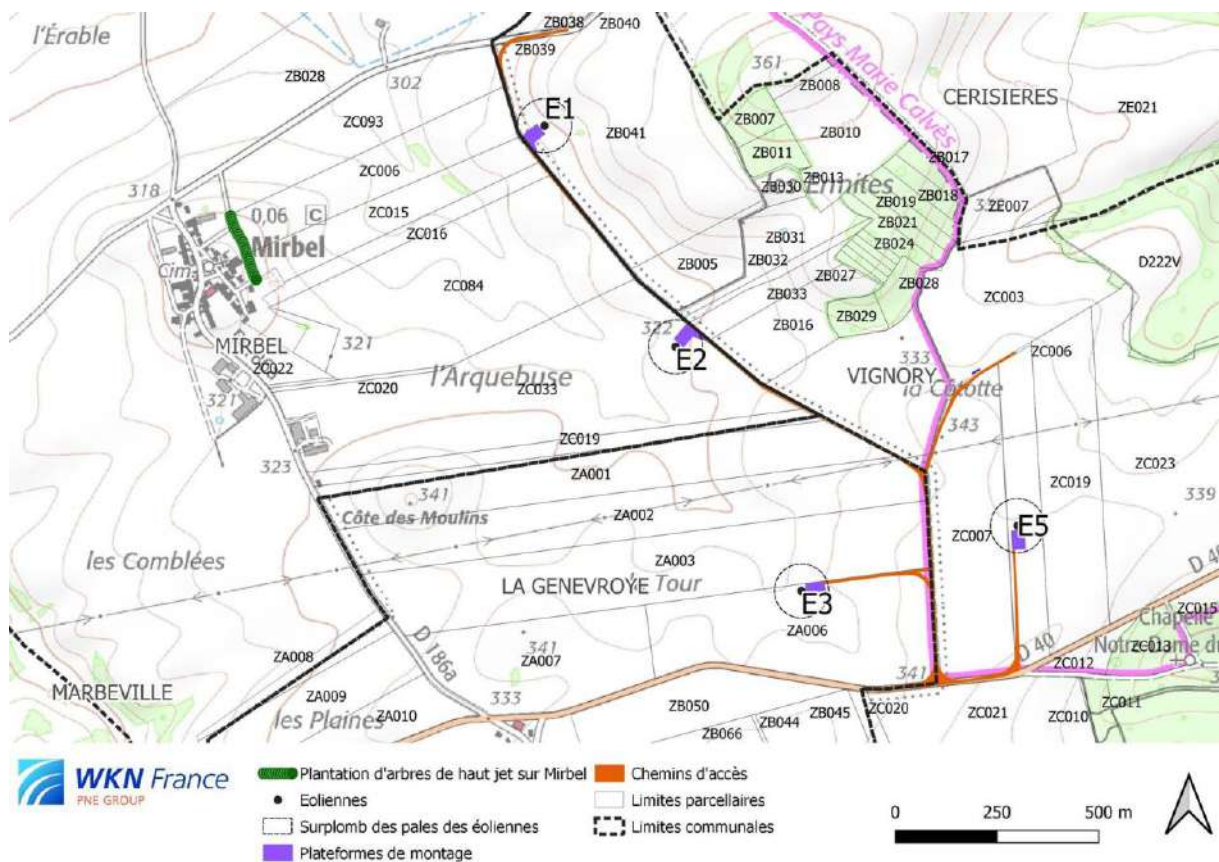 l'Érable
ZB038
ZB040
ZB039
Pays Marie Calvès
361
ZB008
CERISIERES
ZE021
ZB028
302
ZC093
E1
ZB041
ZB007
ZB010
ZB011
ZB017
ZC006
ZB013
ZB030
les Ermites
ZB018
ZB019
318
ZC015
ZE007
0,06
C
ZC016
ZB021
Mirbel
ZB031
ZB024
Cim.
ZB005
ZB032
D222V
ZB027
ZC084
ZB033
ZB028
ZC003
322
ZB016
ZB029
E2
MIRBEL
321
333
ZC006
ZC022
ZC020
l'Arquebuse
VIGNORY
321
ZC033
la Côtotte
ZC019
343
323
ZA001
ZC023
341
ZC019
339
Côte des Moulins
ZA002
E5
ZC007
les Comblées
ZA003
D 40
LA GENEVROYE
Tour
E3
ZC015
ZA006
Chapelle
341
D 40
ZC013
Notre-Dame du
D 186a
ZA007
ZC012
ZA008
341
MARBEVILLE
ZA009
333
ZB050
ZC020
ZC011
les Plaines
ZA010
ZB044
ZB045
ZC021
ZC010
ZB066
WKN France
PNE GROUP
Plantation d'arbres de haut jet sur Mirbel
Eoliennes
Surplomb des pales des éoliennes
Plateformes de montage
Chemins d'accès
Limites parcellaires
Limites communales
0 250 500 m